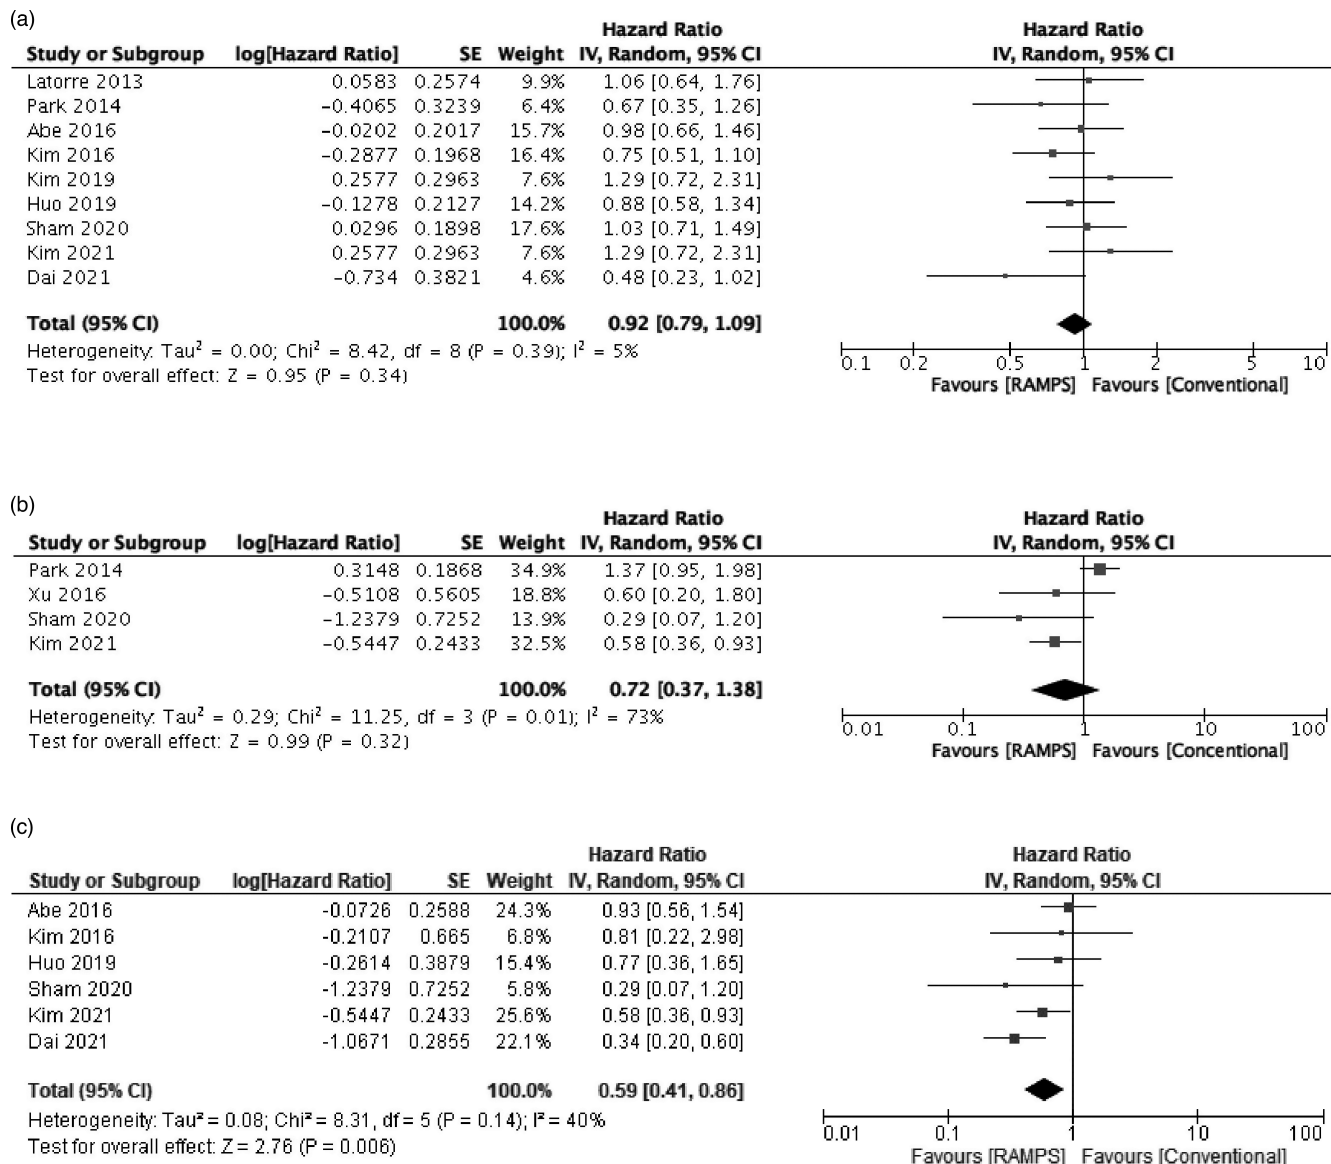 (a)
Hazard Ratio Hazard Ratio
Study or Subgroup log[Hazard Ratio] SE Weight IV, Random, 95% CI IV, Random, 95% CI
Latorre 2013 0.0583 0.2574 9.9% 1.06 [0.64, 1.76]
Park 2014 −0.4065 0.3239 6.4% 0.67 [0.35, 1.26]
Abe 2016 −0.0202 0.2017 15.7% 0.98 [0.66, 1.46]
Kim 2016 −0.2877 0.1968 16.4% 0.75 [0.51, 1.10]
Kim 2019 0.2577 0.2963 7.6% 1.29 [0.72, 2.31]
Huo 2019 −0.1278 0.2127 14.2% 0.88 [0.58, 1.34]
Sham 2020 0.0296 0.1898 17.6% 1.03 [0.71, 1.49]
Kim 2021 0.2577 0.2963 7.6% 1.29 [0.72, 2.31]
Dai 2021 −0.734 0.3821 4.6% 0.48 [0.23, 1.02]
Total (95% CI) 100.0% 0.92 [0.79, 1.09]
Heterogeneity: Tau² = 0.00; Chi² = 8.42, df = 8 (P = 0.39); I² = 5%
Test for overall effect: Z = 0.95 (P = 0.34)
0.1 0.2 0.5 1 2 5 10
Favours [RAMPS] Favours [Conventional]
(b)
Hazard Ratio Hazard Ratio
Study or Subgroup log[Hazard Ratio] SE Weight IV, Random, 95% CI IV, Random, 95% CI
Park 2014 0.3148 0.1868 34.9% 1.37 [0.95, 1.98]
Xu 2016 −0.5108 0.5605 18.8% 0.60 [0.20, 1.80]
Sham 2020 −1.2379 0.7252 13.9% 0.29 [0.07, 1.20]
Kim 2021 −0.5447 0.2433 32.5% 0.58 [0.36, 0.93]
Total (95% CI) 100.0% 0.72 [0.37, 1.38]
Heterogeneity: Tau² = 0.29; Chi² = 11.25, df = 3 (P = 0.01); I² = 73%
Test for overall effect: Z = 0.99 (P = 0.32)
0.01 0.1 1 10 100
Favours [RAMPS] Favours [Concentional]
(c)
Hazard Ratio Hazard Ratio
Study or Subgroup log[Hazard Ratio] SE Weight IV, Random, 95% CI IV, Random, 95% CI
Abe 2016 -0.0726 0.2588 24.3% 0.93 [0.56, 1.54]
Kim 2016 -0.2107 0.665 6.8% 0.81 [0.22, 2.98]
Huo 2019 -0.2614 0.3879 15.4% 0.77 [0.36, 1.65]
Sham 2020 -1.2379 0.7252 5.8% 0.29 [0.07, 1.20]
Kim 2021 -0.5447 0.2433 25.6% 0.58 [0.36, 0.93]
Dai 2021 -1.0671 0.2855 22.1% 0.34 [0.20, 0.60]
Total (95% CI) 100.0% 0.59 [0.41, 0.86]
Heterogeneity: Tau² = 0.08; Chi² = 8.31, df = 5 (P = 0.14); I² = 40%
Test for overall effect: Z = 2.76 (P = 0.006)
0.01 0.1 1 10 100
Favours [RAMPS] Favours [Conventional]